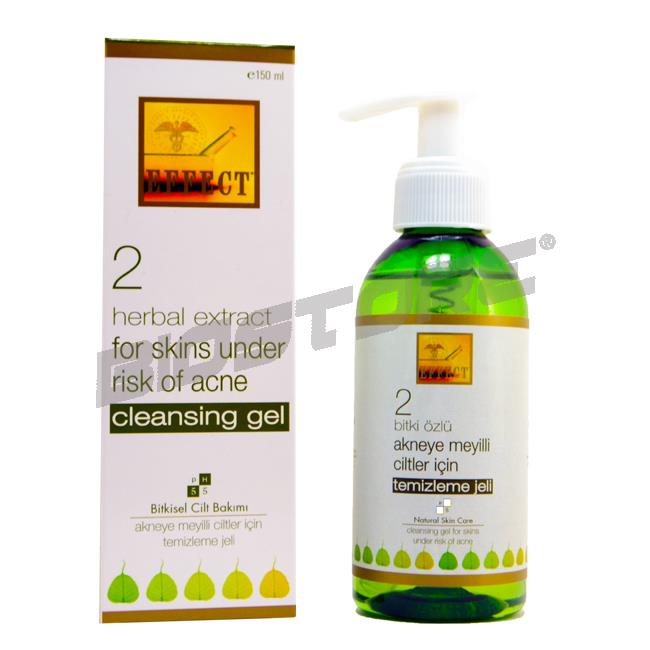 e150 ml
EFFECT
2
herbal extract
for skins under
risk of acne
cleansing gel
PH
5 5
Bitkisel Cilt Bakımı
akneye meyilli ciltler için
temizleme jeli
EFFECT
2
bitki özlü
akneye meyilli
ciltler için
temizleme jeli
Natural Skin Care
cleansing gel for skins
under risk of acne
BIOSTORE®